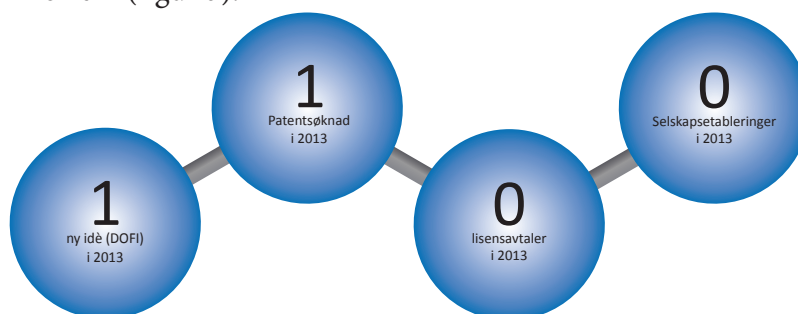 1
ny idè (DOFI)
i 2013
1
Patentsøknad
i 2013
0
lisensavtaler
i 2013
0
Selskapsetableringer
i 2013